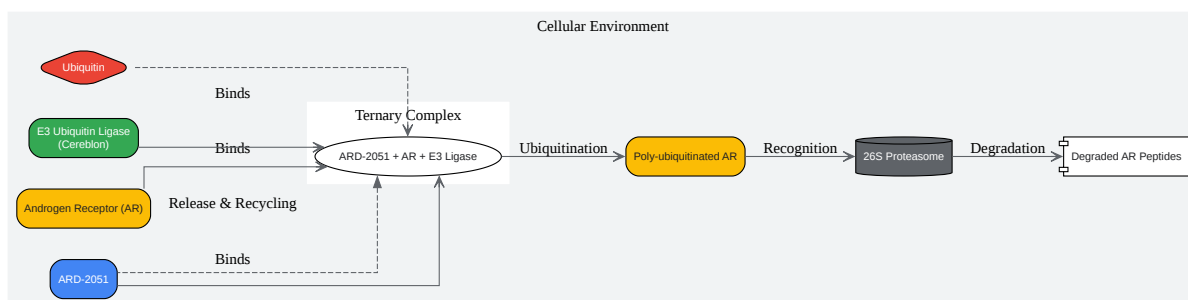 Cellular Environment
Ubiquitin
Binds
E3 Ubiquitin Ligase
(Cereblon)
Binds
Ternary Complex
ARD-2051 + AR + E3 Ligase
Ubiquitination
Poly-ubiquitinated AR
Recognition
26S Proteasome
Degradation
Degraded AR Peptides
Androgen Receptor (AR)
Release & Recycling
Binds
ARD-2051